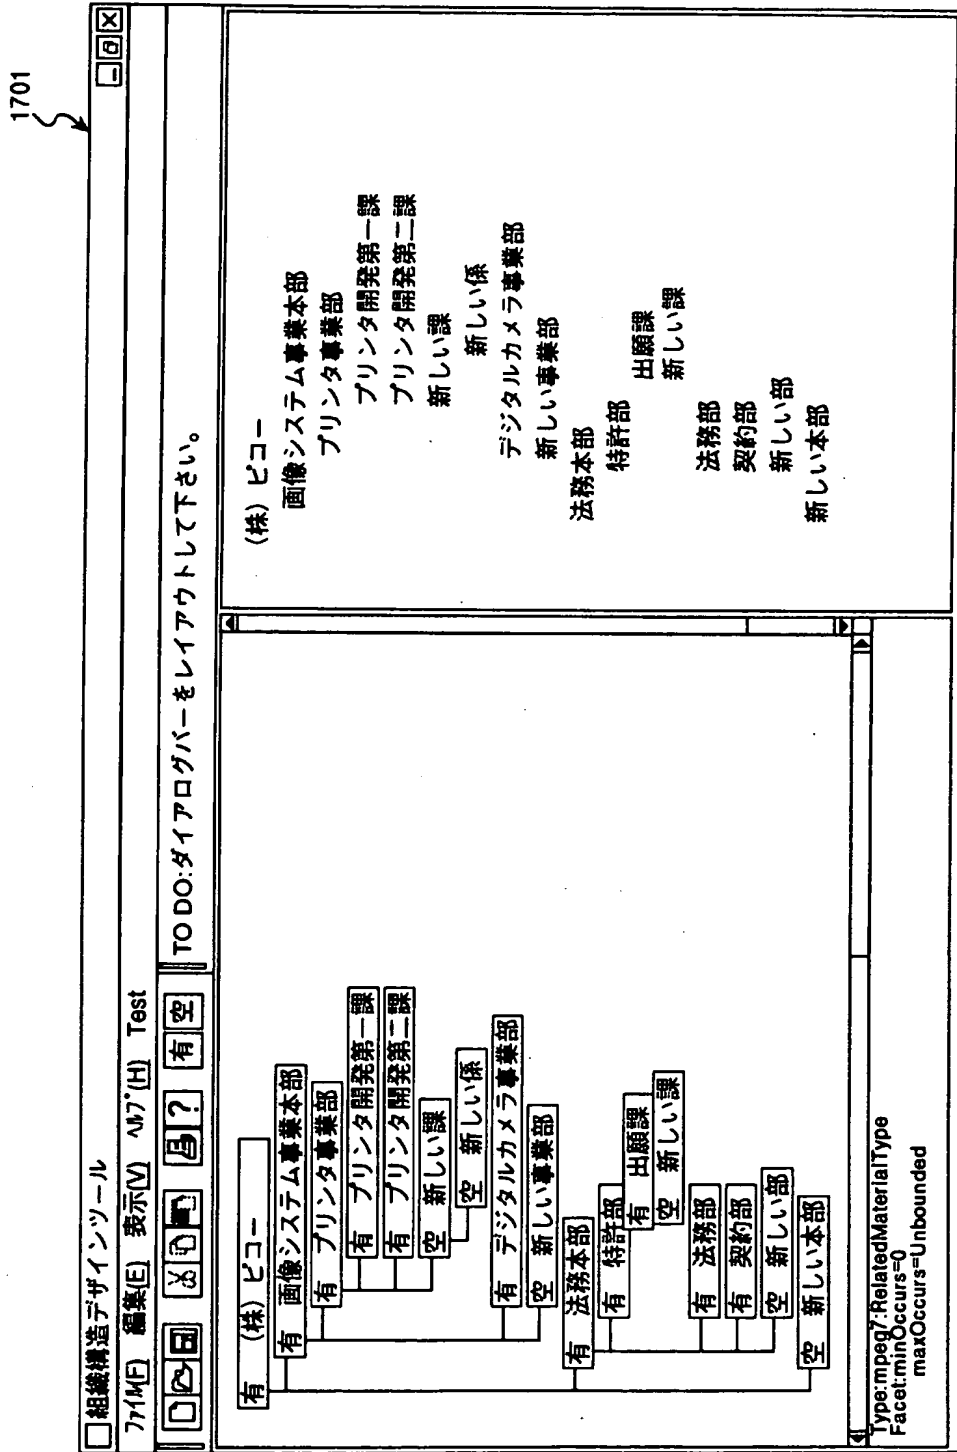 1701
組織構造デザインツール
ファイル(F) 編集(E) 表示(V) ヘルプ(H) Test
? 有 空 TO DO:ダイアログバーをレイアウトして下さい。
有 (株) ピコー
有 画像システム事業本部
有 プリンタ事業部
有 プリンタ開発第一課
有 プリンタ開発第二課
空 新しい課
空 新しい係
有 デジタルカメラ事業部
空 新しい事業部
有 法務本部
有 特許部
有 出願課
空 新しい課
有 法務部
有 契約部
空 新しい部
空 新しい本部
(株) ピコー
画像システム事業本部
プリンタ事業部
プリンタ開発第一課
プリンタ開発第二課
新しい課
新しい係
デジタルカメラ事業部
新しい事業部
法務本部
特許部
出願課
新しい課
法務部
契約部
新しい部
新しい本部
Type:mpeg7:RelatedMaterialType
Facet:minOccurs=0
maxOccurs=Unbounded